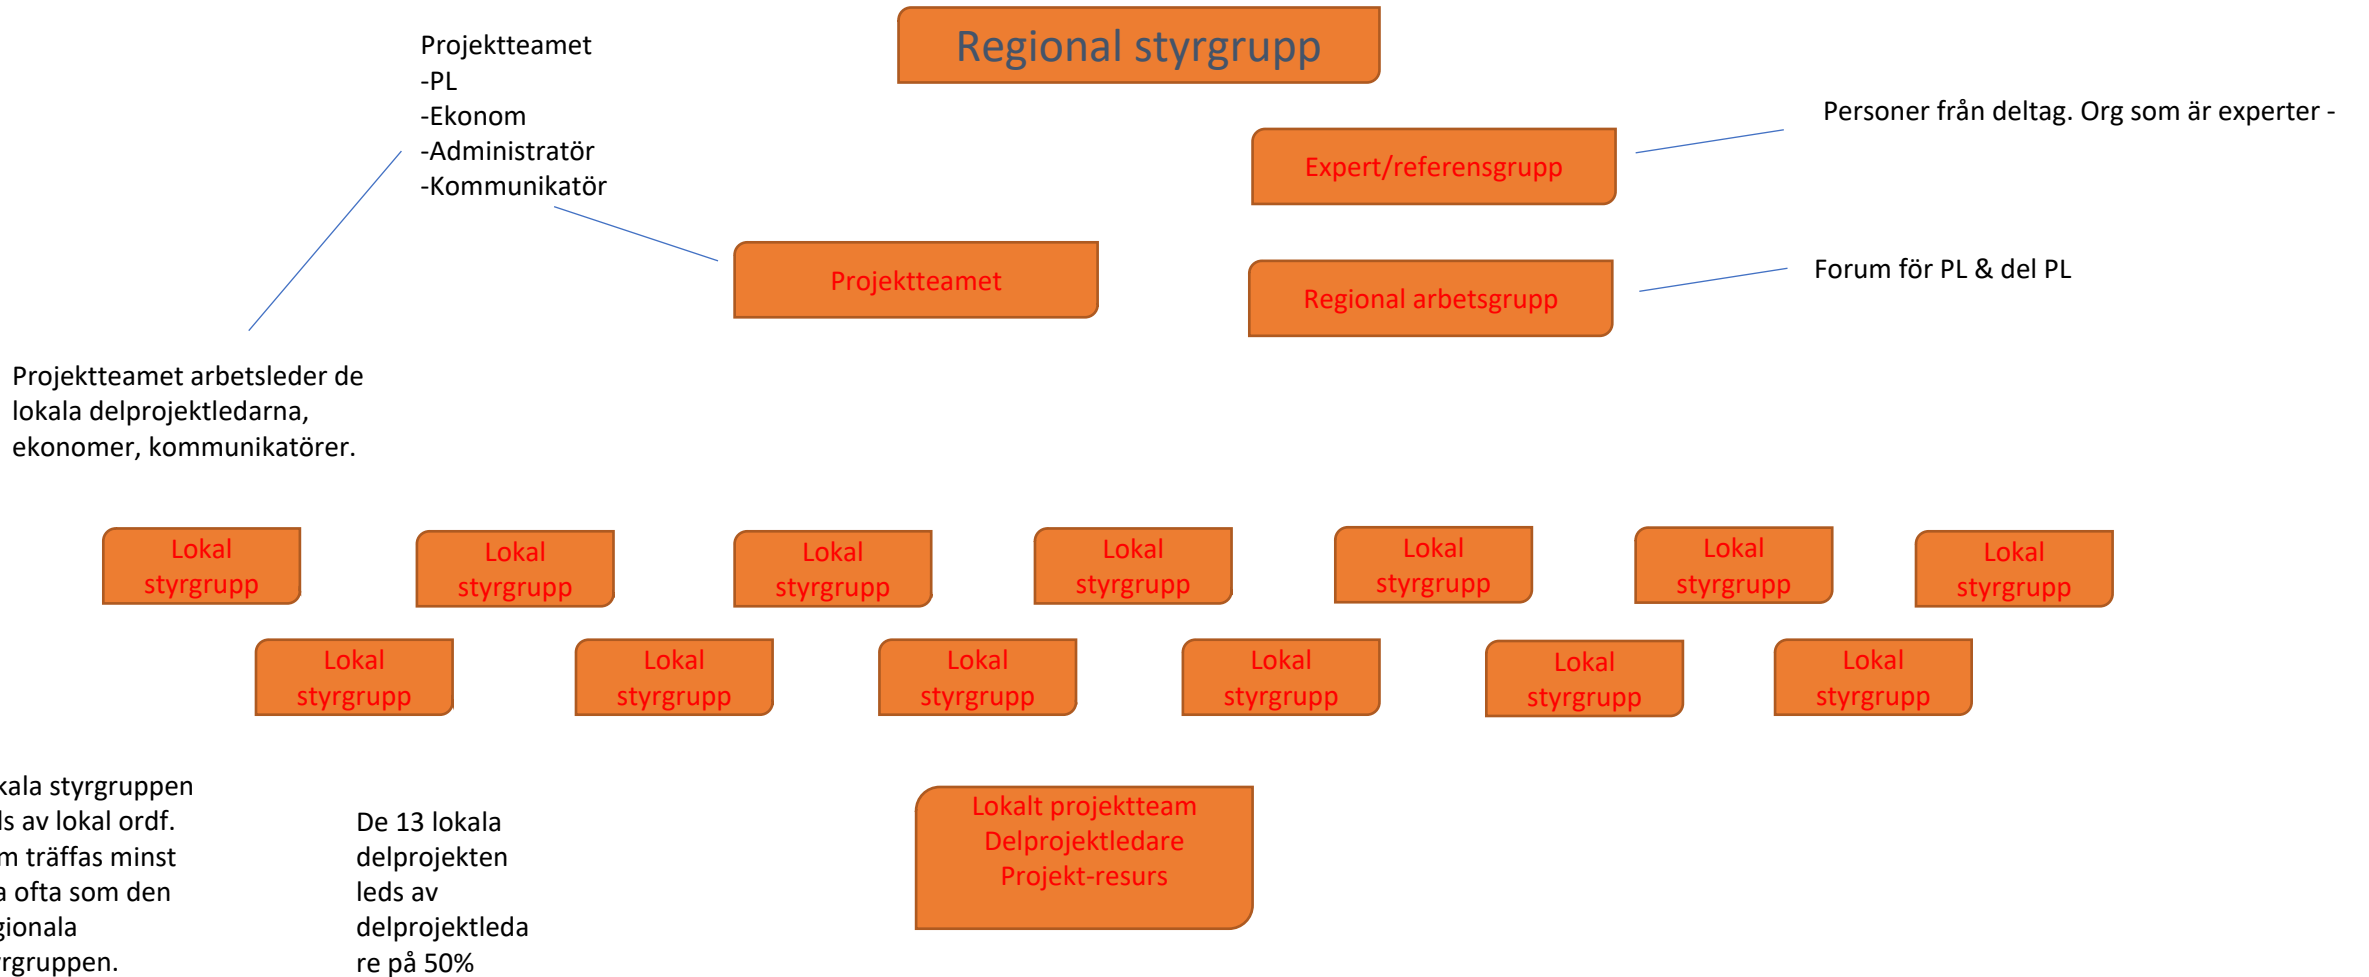 Regional styrgrupp
Projektteamet
-PL
-Ekonom
-Administratör
-Kommunikatör
Personer från deltag. Org som är experter -
Expert/referensgrupp
Projektteamet
Regional arbetsgrupp
Forum för PL & del PL
Projektteamet arbetsleder de
lokala delprojektledarna,
ekonomer, kommunikatörer.
Lokal
styrgrupp
Lokal
styrgrupp
Lokal
styrgrupp
Lokal
styrgrupp
Lokal
styrgrupp
Lokal
styrgrupp
Lokal
styrgrupp
Lokal
styrgrupp
Lokal
styrgrupp
Lokal
styrgrupp
Lokal
styrgrupp
Lokal
styrgrupp
Lokal
styrgrupp
kala styrgruppen
av lokal ordf.
träffas minst
ofta som den
gionala
rgruppen.
De 13 lokala
delprojekten
leds av
delprojektleda
re på 50%
Lokalt projektteam
Delprojektledare
Projekt-resurs